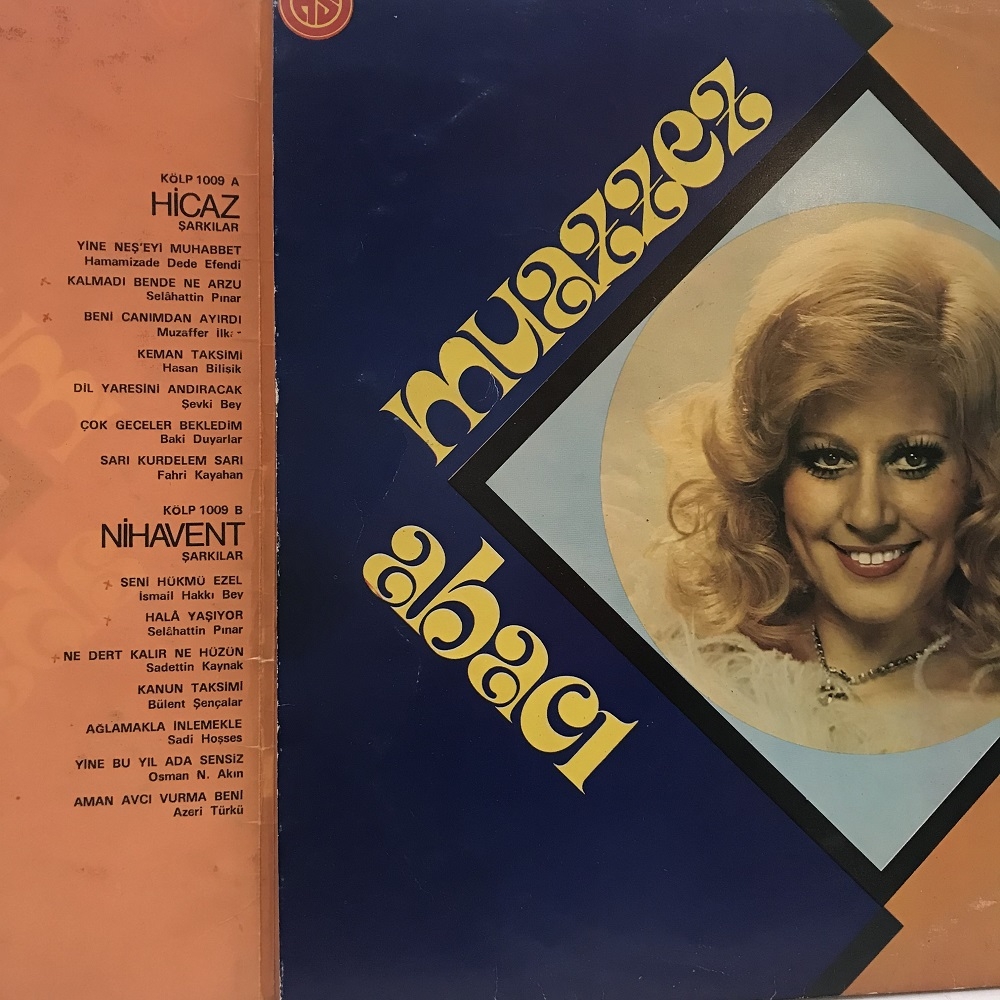 KÖLP 1009 A
HİCAZ
ŞARKILAR
YİNE NEŞ'EYİ MUHABBET
Hamamizade Dede Efendi
KALMADI BENDE NE ARZU
Selâhattin Pınar
BENİ CANIMDAN AYIRDI
Muzaffer
KEMAN TAKSİMİ
Hasan Bilisik
DİL YARESİNİ ANDIRACAK
Şevki Bey
ÇOK GECELER BEKLEDİM
Baki Duyarlar
SARI KURDELEM SARI
Fahri Kayahan
KÖLP 1009 B
NİHAVENT
ŞARKILAR
SENİ HÜKMÜ EZEL
İsmail Hakkı Bey
HALÂ YAŞIYOR
Selâhattin Pınar
NE DERT KALIR NE HÜZÜN
Sadettin Kaynak
KANUN TAKSİMİ
Bülent Şençalar
AĞLAMAKLA İNLEMEKLE
Sadi Hoşses
YİNE BU YIL ADA SENSİZ
Osman N. Akın
AMAN AVCI VURMA BENİ
Azeri Türkü
muazzez
abacı